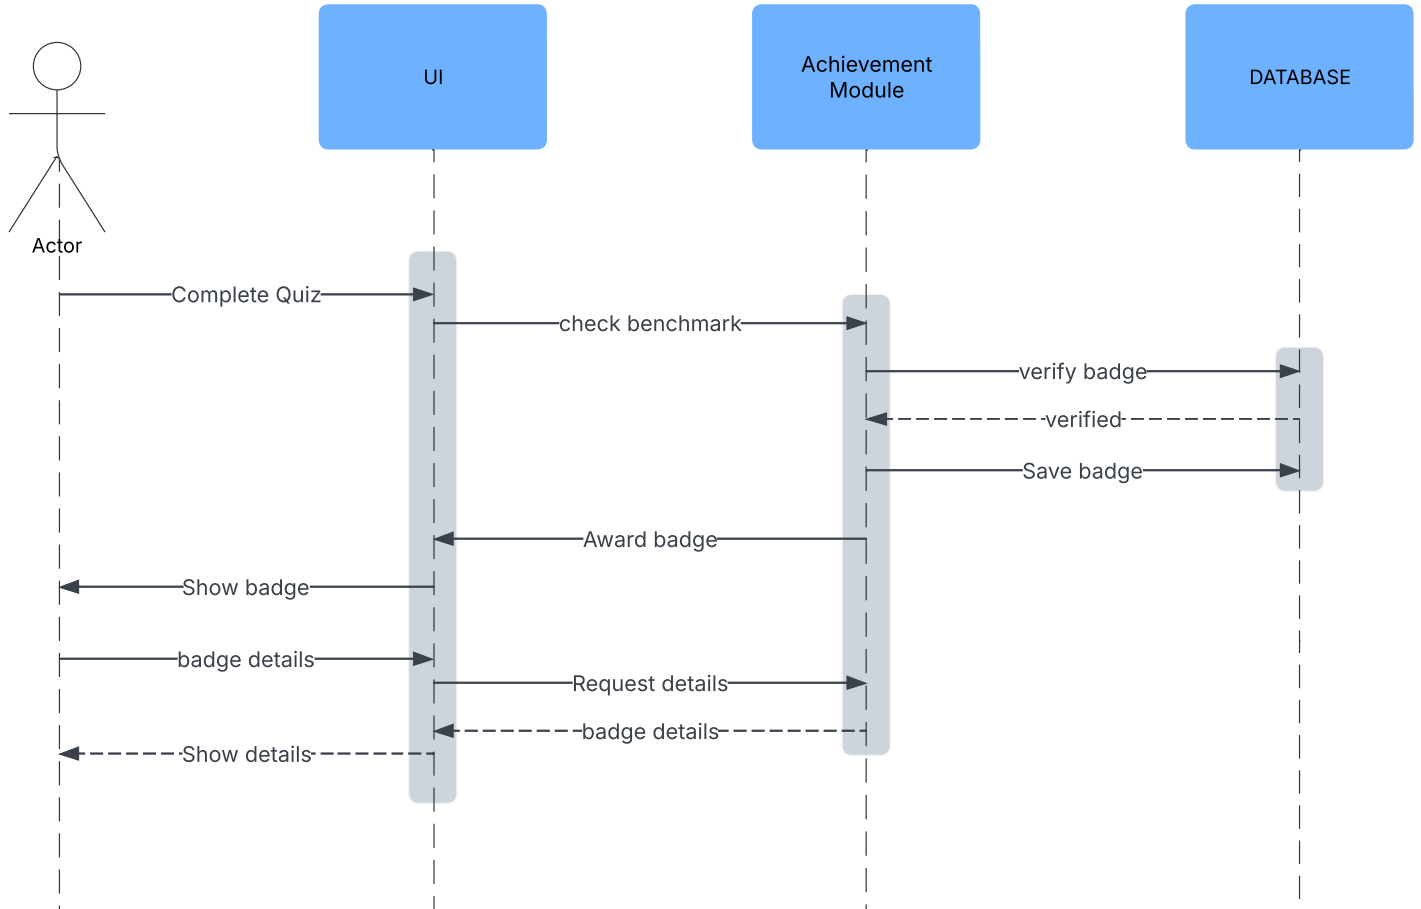 UI
Achievement
Module
DATABASE
Actor
Complete Quiz
check benchmark
verify badge
verified
Save badge
Award badge
Show badge
badge details
Request details
badge details
Show details